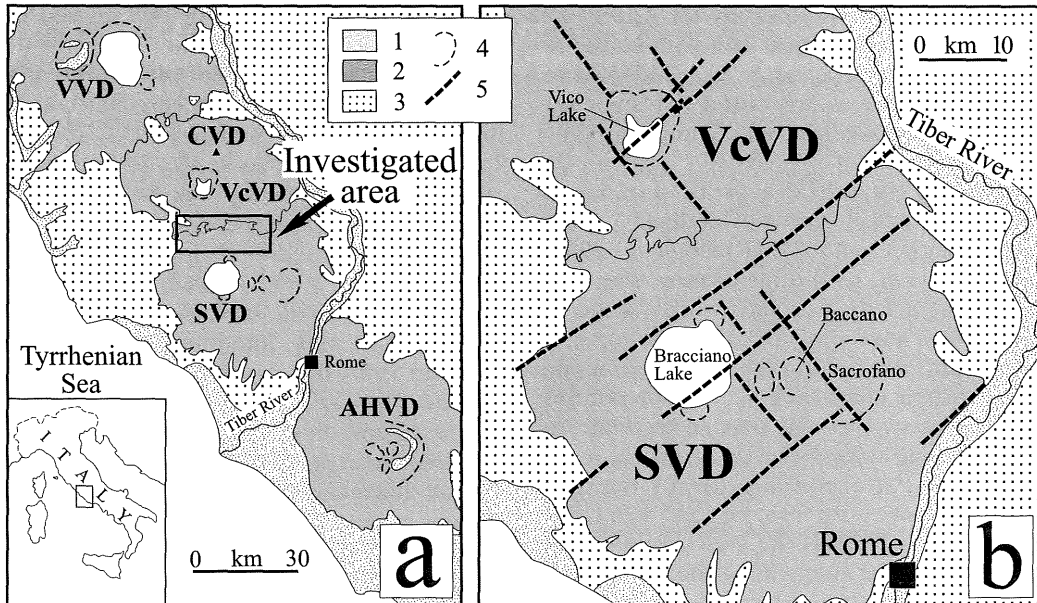 VVD
CVD
VcVD
Investigated
area
SVD
Rome
Tyrrhenian
Sea
Tiber River
AHVD
ITALY
0 km 30
a
1
2
3
4
5
0 km 10
Vico
Lake
VcVD
Tiber River
Baccano
Bracciano
Lake
Sacrofano
SVD
Rome
b